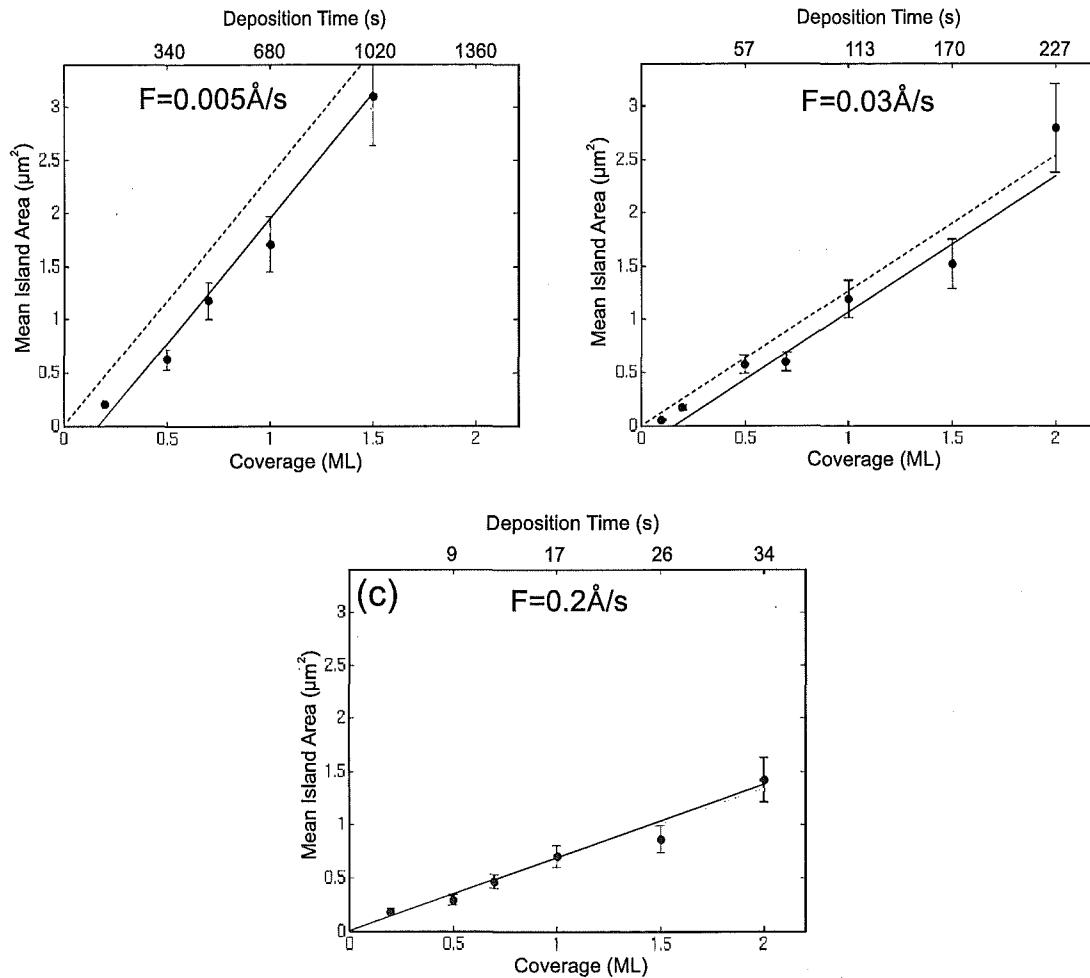 Deposition Time (s)
340 680 1020 1360
F=0.005Å/s
3
2.5
2
1.5
1
0.5
0
Mean Island Area (µm²)
0 0.5 1 1.5 2
Coverage (ML)
Deposition Time (s)
57 113 170 227
F=0.03Å/s
3
2.5
2
1.5
1
0.5
0
Mean Island Area (µm²)
0 0.5 1 1.5 2
Coverage (ML)
Deposition Time (s)
9 17 26 34
(c) F=0.2Å/s
3
2.5
2
1.5
1
0.5
0
Mean Island Area (µm²)
0 0.5 1 1.5 2
Coverage (ML)